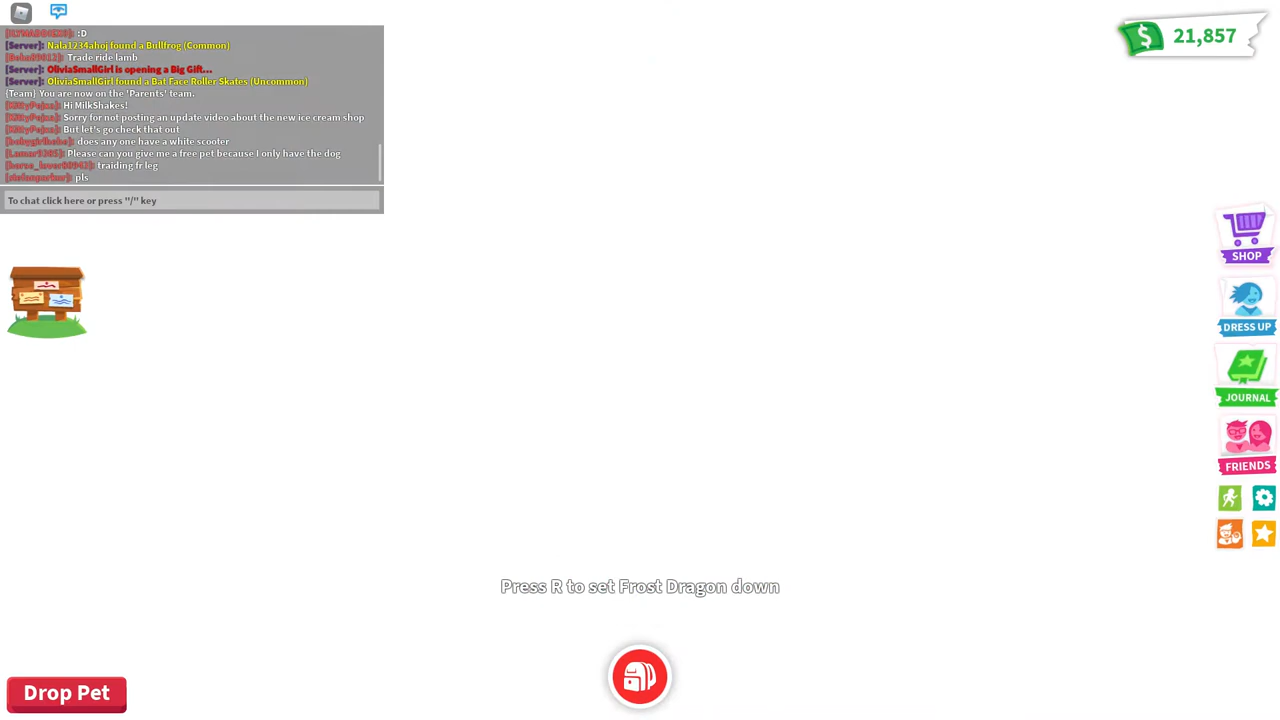 :D
[Server]: Nala1234ahoj found a Bullfrog (Common)
Trade ride lamb
[Server]: OliviaSmallGirl is opening a Big Gift...
[Server]: OliviaSmallGirl found a Bat Face Roller Skates (Uncommon)
{Team} You are now on the 'Parents' team.
Hi MilkShakes!
Sorry for not posting an update video about the new ice cream shop
But let's go check that out
does any one have a white scooter
Please can you give me a free pet because I only have the dog
traiding fr leg
pls
To chat click here or press "/" key
21,857
SHOP
DRESS UP
JOURNAL
FRIENDS
Press R to set Frost Dragon down
Drop Pet